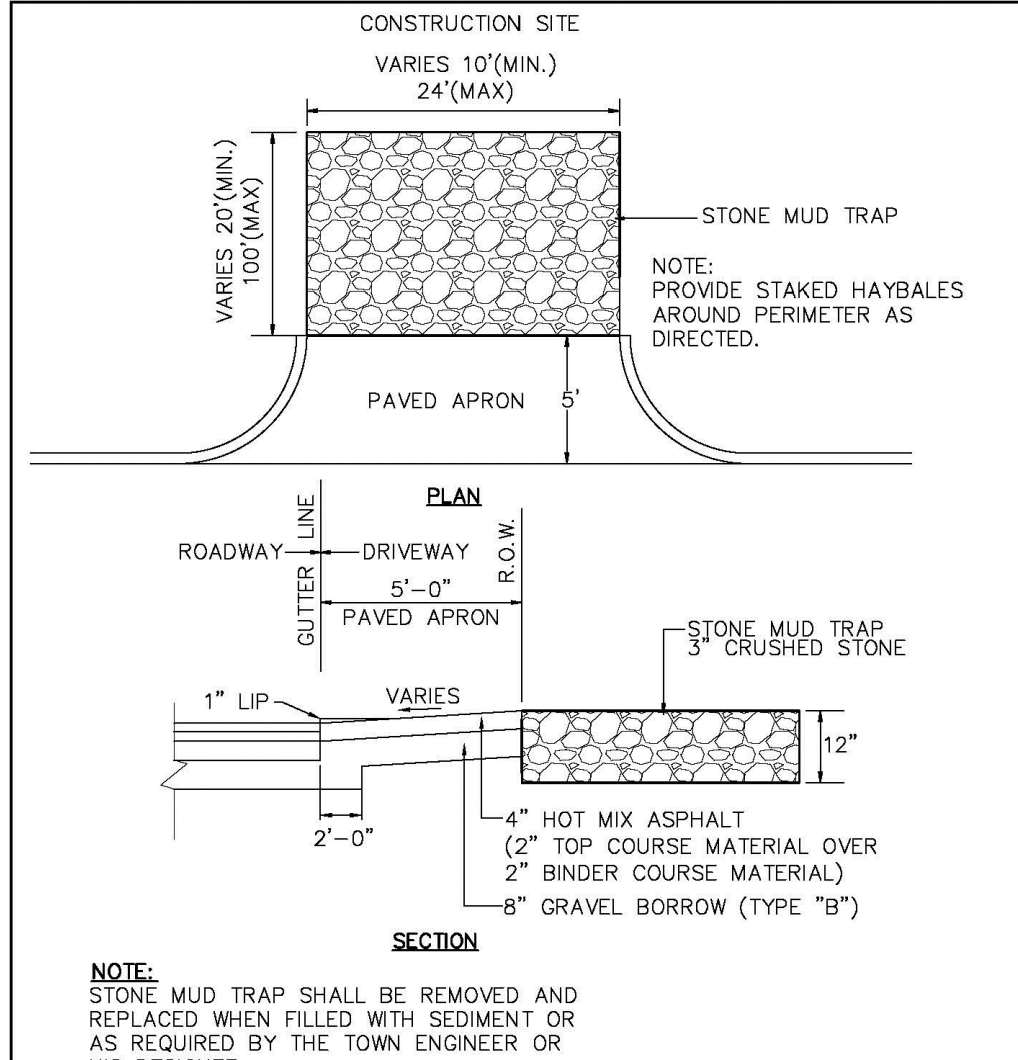 CONSTRUCTION SITE
VARIES 10'(MIN.)
24'(MAX)
VARIES 20'(MIN.)
100'(MAX)
STONE MUD TRAP
NOTE:
PROVIDE STAKED HAYBALES
AROUND PERIMETER AS
DIRECTED.
PAVED APRON
5'
PLAN
GUTTER LINE
R.O.W.
ROADWAY
DRIVEWAY
5'-0"
PAVED APRON
STONE MUD TRAP
3" CRUSHED STONE
1" LIP
VARIES
12"
2'-0"
4" HOT MIX ASPHALT
(2" TOP COURSE MATERIAL OVER
2" BINDER COURSE MATERIAL)
8" GRAVEL BORROW (TYPE "B")
SECTION
NOTE:
STONE MUD TRAP SHALL BE REMOVED AND
REPLACED WHEN FILLED WITH SEDIMENT OR
AS REQUIRED BY THE TOWN ENGINEER OR